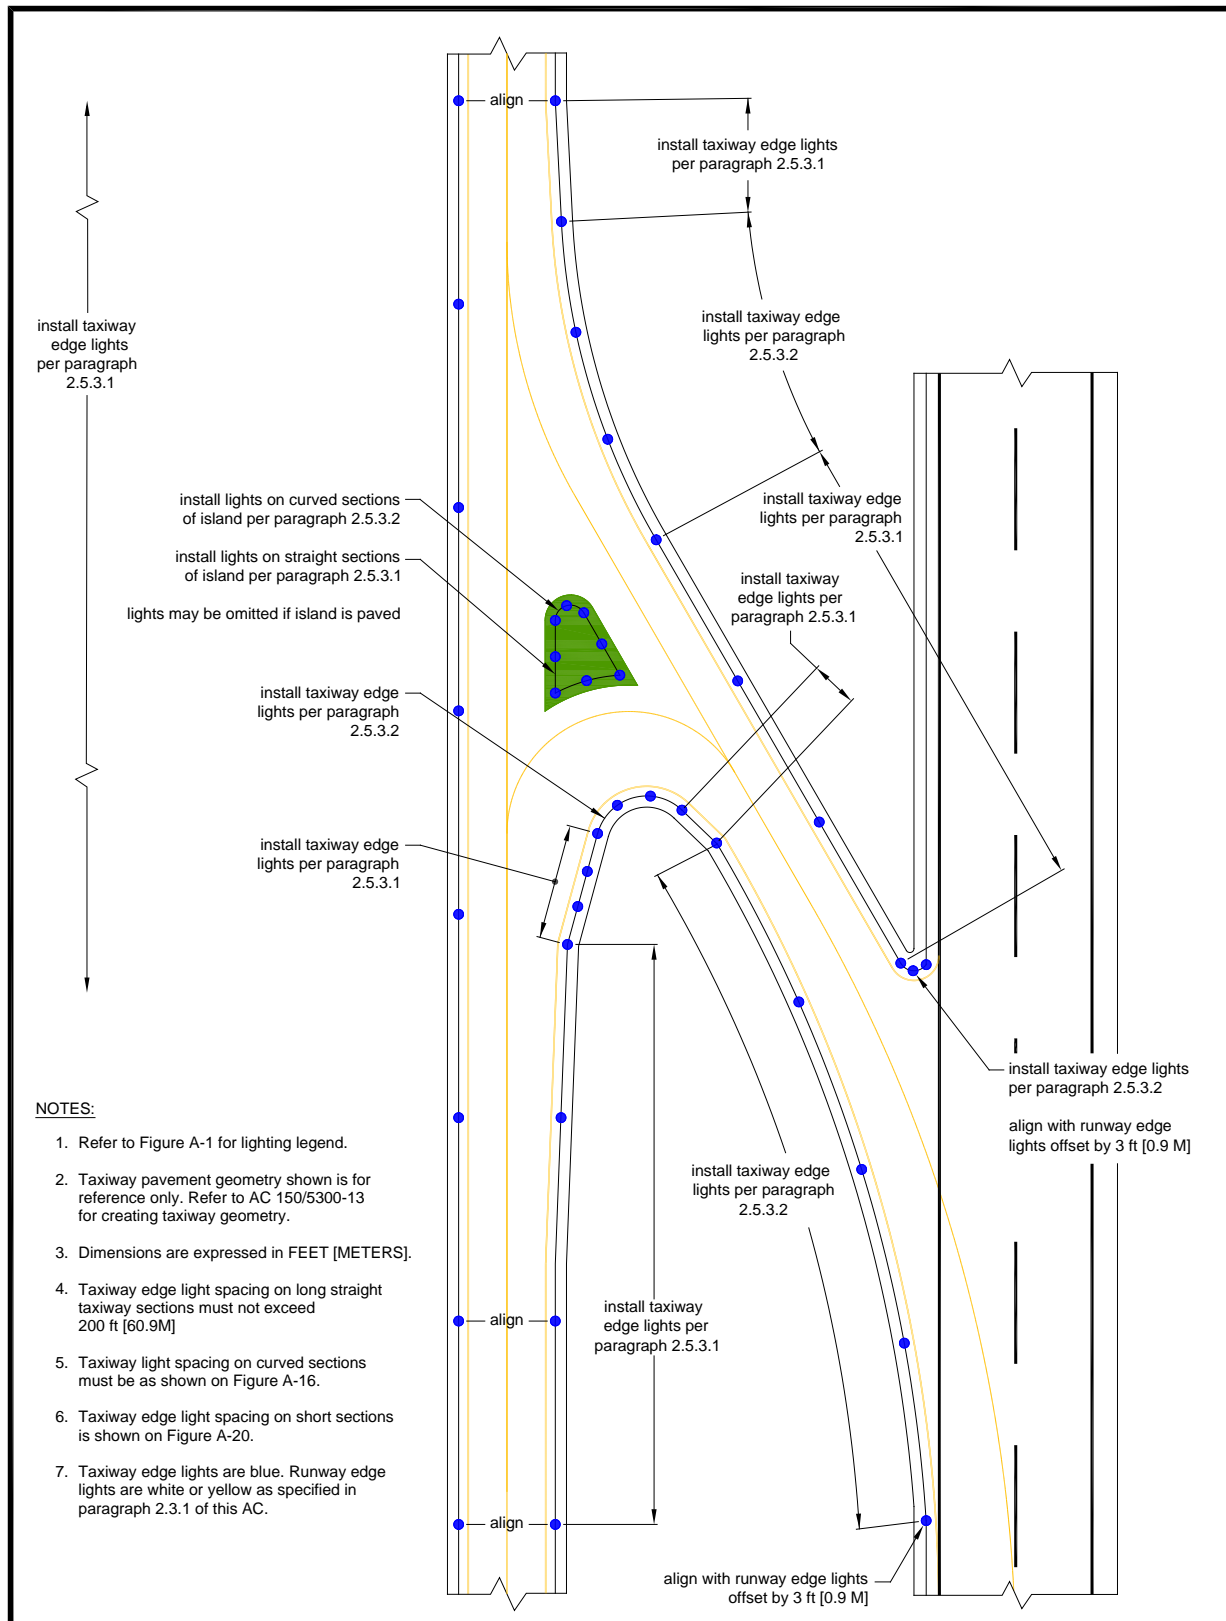 align
install taxiway edge lights
per paragraph 2.5.3.1
install taxiway
edge lights
per paragraph
2.5.3.1
install taxiway edge
lights per paragraph
2.5.3.2
install lights on curved sections
of island per paragraph 2.5.3.2
install taxiway edge
lights per paragraph
2.5.3.1
install lights on straight sections
of island per paragraph 2.5.3.1
install taxiway
edge lights per
paragraph 2.5.3.1
lights may be omitted if island is paved
install taxiway edge
lights per paragraph
2.5.3.2
install taxiway edge
lights per paragraph
2.5.3.1
install taxiway edge lights
per paragraph 2.5.3.2
align with runway edge
lights offset by 3 ft [0.9 M]
install taxiway edge
lights per paragraph
2.5.3.2
install taxiway
edge lights per
paragraph 2.5.3.1
align
align
align with runway edge lights
offset by 3 ft [0.9 M]
NOTES:
1. Refer to Figure A-1 for lighting legend.
2. Taxiway pavement geometry shown is for
reference only. Refer to AC 150/5300-13
for creating taxiway geometry.
3. Dimensions are expressed in FEET [METERS].
4. Taxiway edge light spacing on long straight
taxiway sections must not exceed
200 ft [60.9M]
5. Taxiway light spacing on curved sections
must be as shown on Figure A-16.
6. Taxiway edge light spacing on short sections
is shown on Figure A-20.
7. Taxiway edge lights are blue. Runway edge
lights are white or yellow as specified in
paragraph 2.3.1 of this AC.